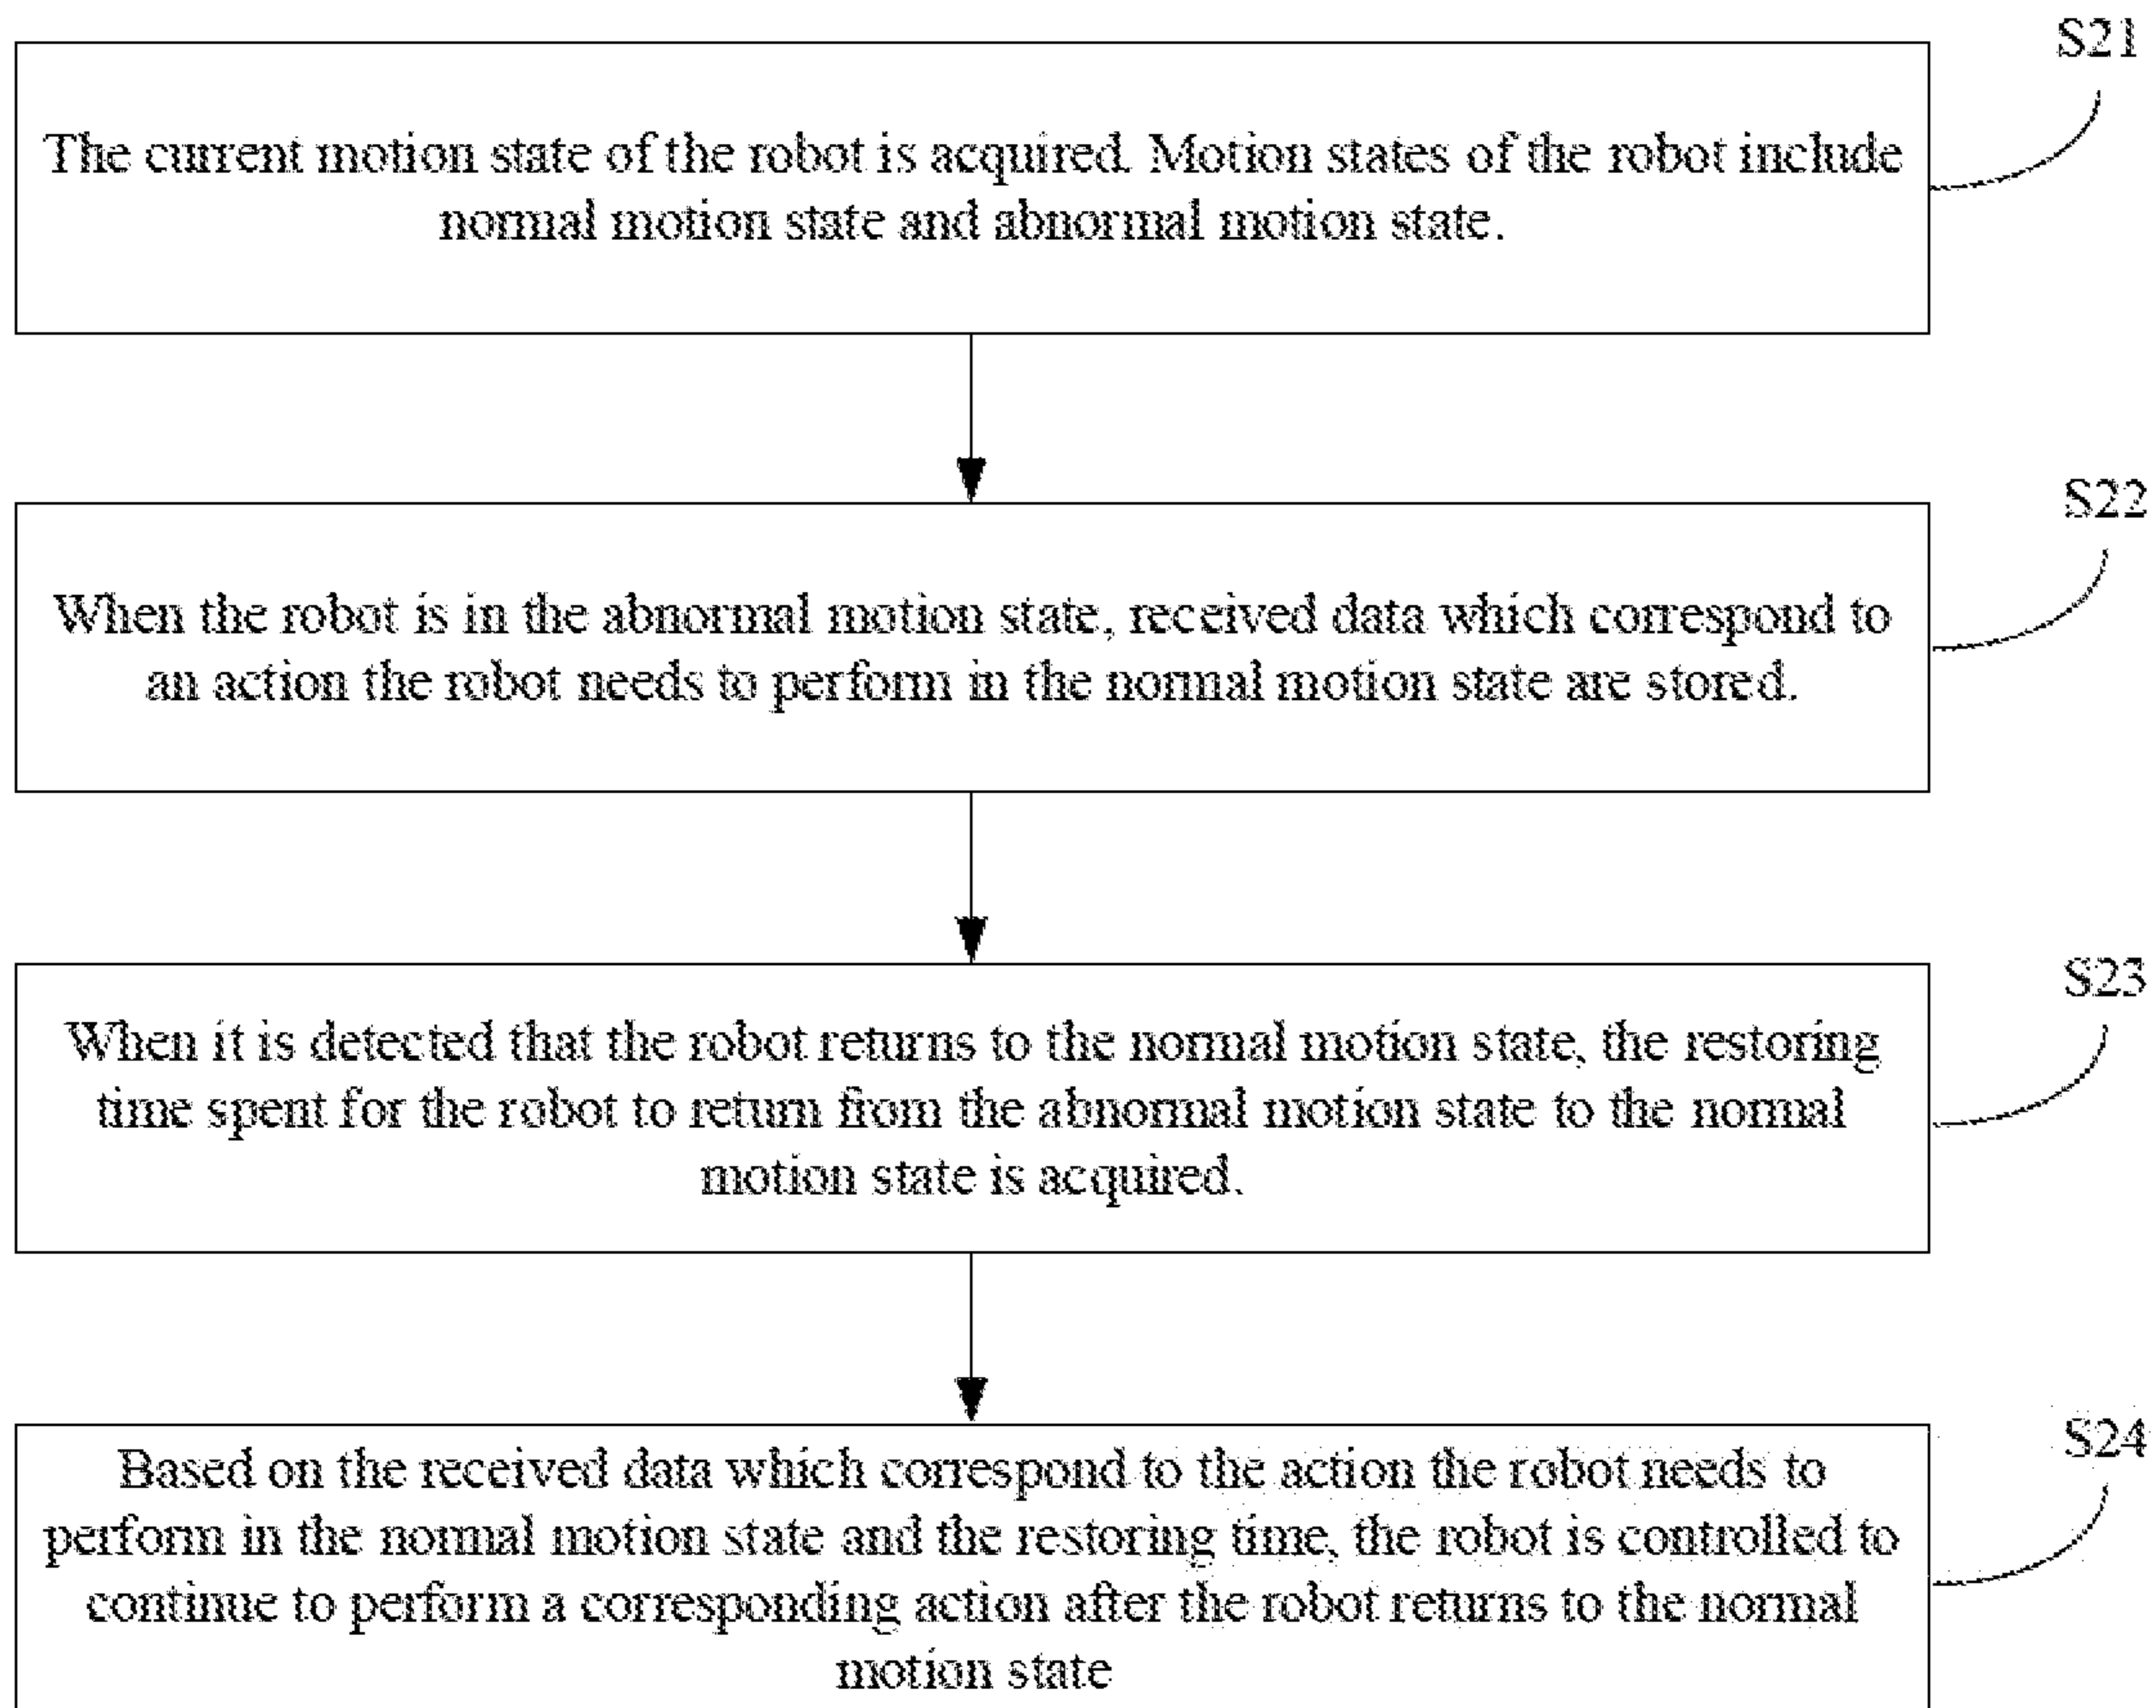 S21
The current motion state of the robot is acquired. Motion states of the robot include
normal motion state and abnormal motion state.
S22
When the robot is in the abnormal motion state, received data which correspond to
an action the robot needs to perform in the normal motion state are stored.
S23
When it is detected that the robot returns to the normal motion state, the restoring
time spent for the robot to return from the abnormal motion state to the normal
motion state is acquired.
S24
Based on the received data which correspond to the action the robot needs to
perform in the normal motion state and the restoring time, the robot is controlled to
continue to perform a corresponding action after the robot returns to the normal
motion state